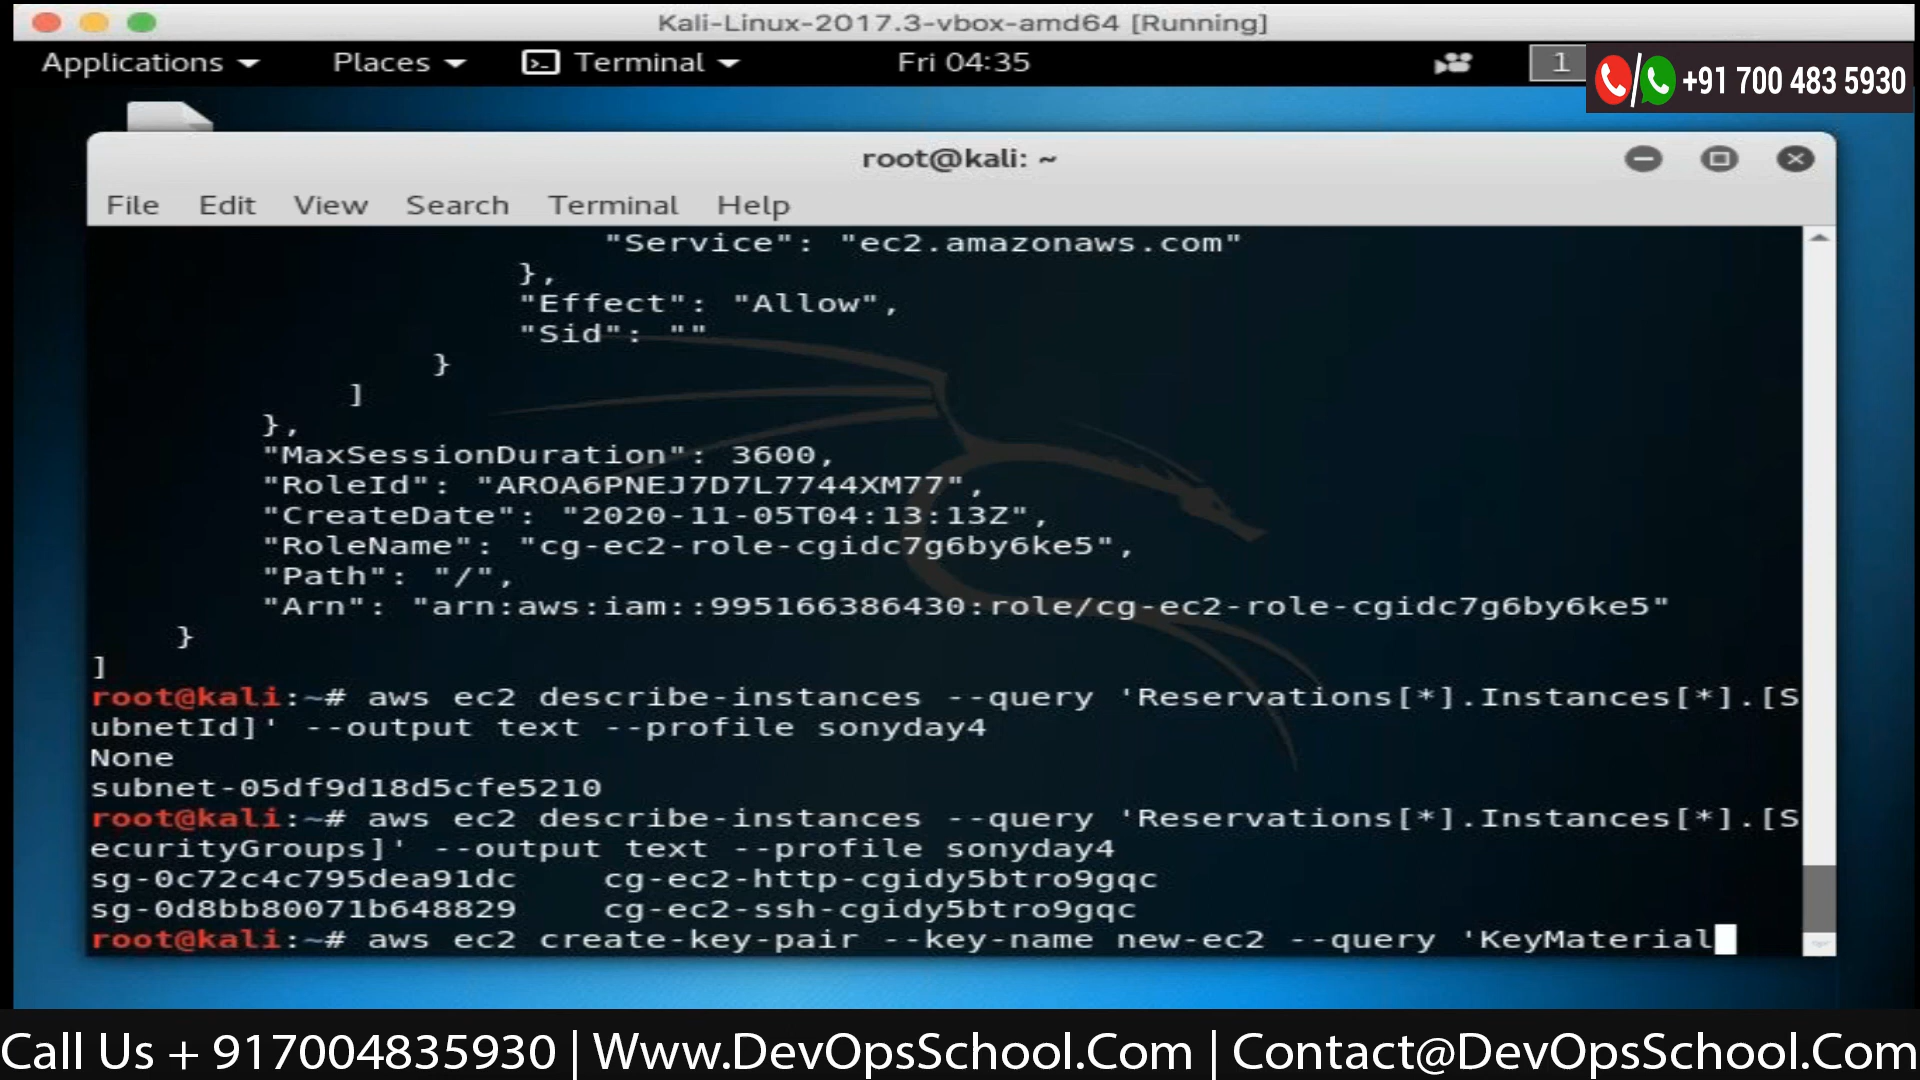 Kali-Linux-2017.3-vbox-amd64 [Running]
Applications Places Terminal Fri 04:35 1
+91 700 483 5930
root@kali: ~
File Edit View Search Terminal Help
"Service": "ec2.amazonaws.com"
},
"Effect": "Allow",
"Sid": ""
}
]
},
"MaxSessionDuration": 3600,
"RoleId": "AROA6PNEJ7D7L7744XM77",
"CreateDate": "2020-11-05T04:13:13Z",
"RoleName": "cg-ec2-role-cgidc7g6by6ke5",
"Path": "/",
"Arn": "arn:aws:iam::995166386430:role/cg-ec2-role-cgidc7g6by6ke5"
}
]
root@kali:~# aws ec2 describe-instances --query 'Reservations[*].Instances[*].[S
ubnetId]' --output text --profile sonyday4
None
subnet-05df9d18d5cfe5210
root@kali:~# aws ec2 describe-instances --query 'Reservations[*].Instances[*].[S
ecurityGroups]' --output text --profile sonyday4
sg-0c72c4c795dea91dc cg-ec2-http-cgidy5btro9gqc
sg-0d8bb80071b648829 cg-ec2-ssh-cgidy5btro9gqc
root@kali:~# aws ec2 create-key-pair --key-name new-ec2 --query 'KeyMaterial
Call Us + 917004835930 | Www.DevOpsSchool.Com | Contact@DevOpsSchool.Com